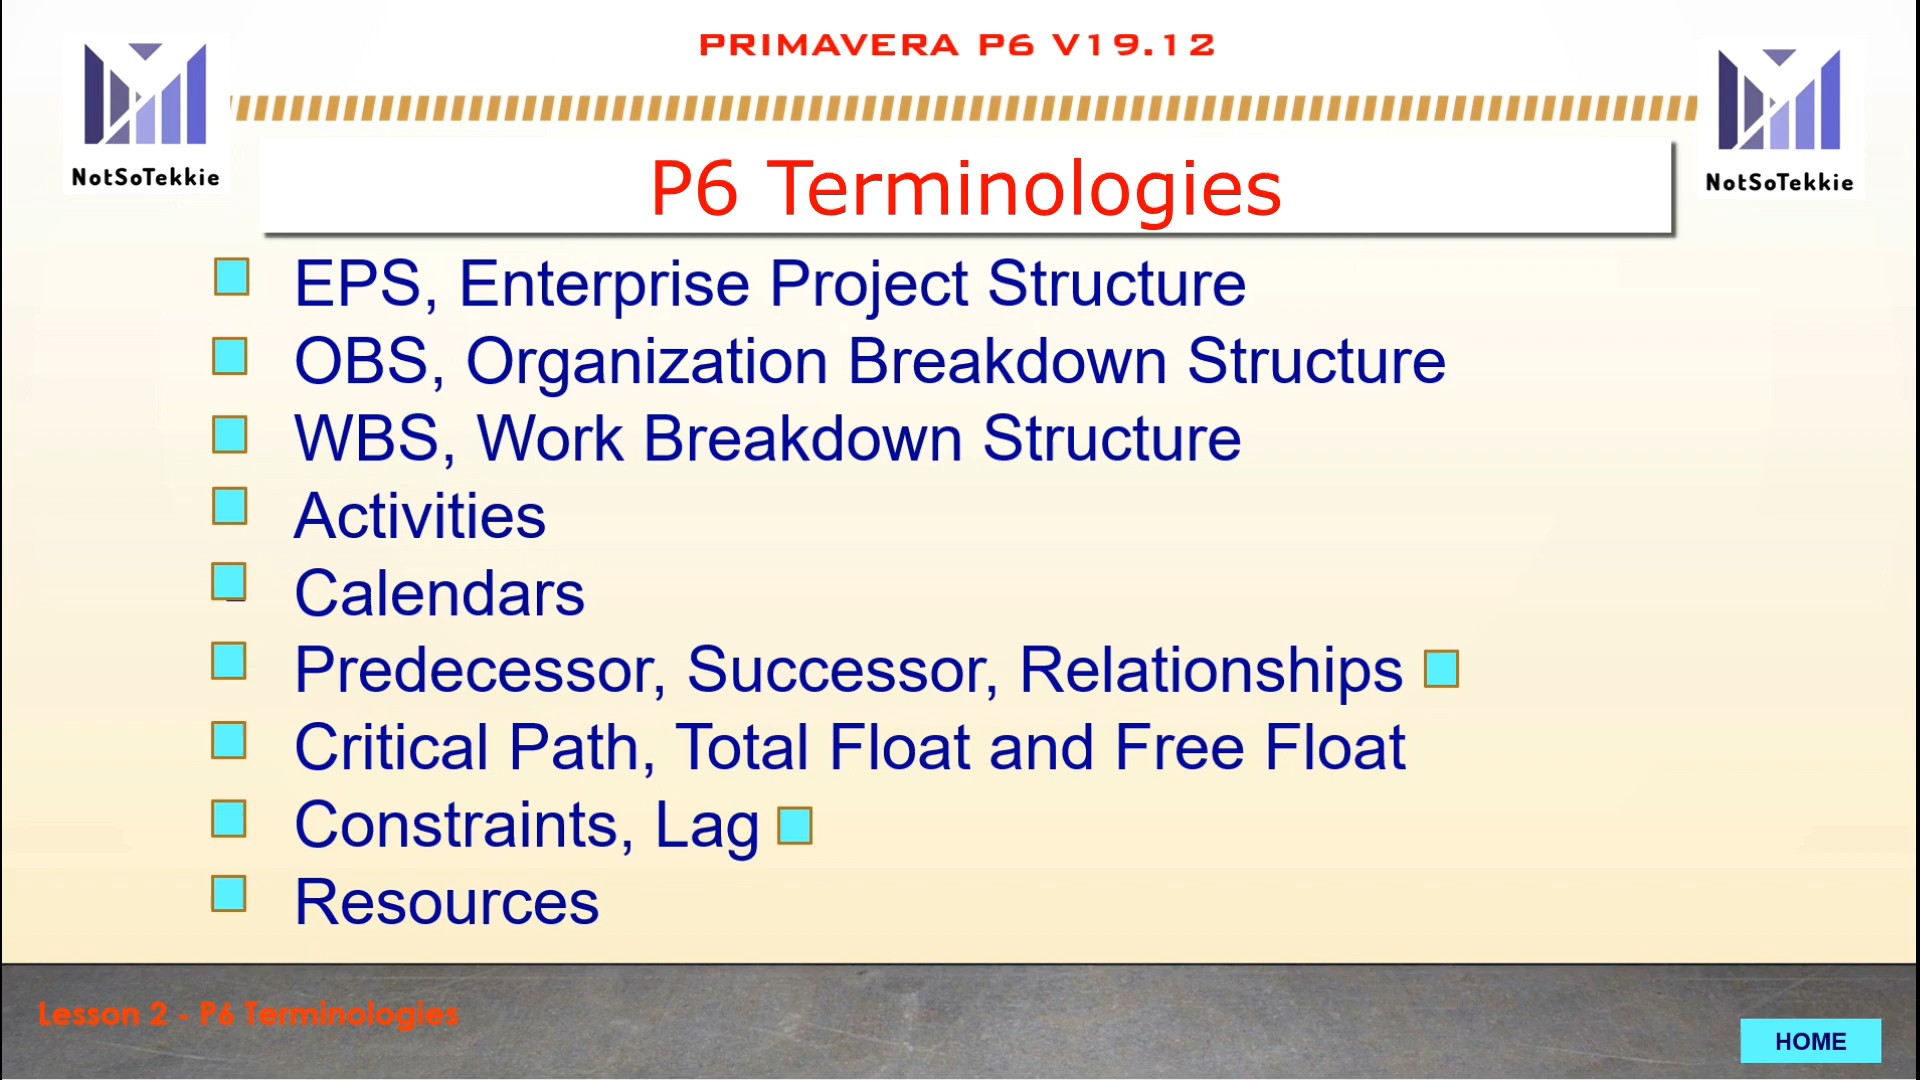 PRIMAVERA P6 V19.12
NotSoTekkie
NotSoTekkie
P6 Terminologies
EPS, Enterprise Project Structure
OBS, Organization Breakdown Structure
WBS, Work Breakdown Structure
Activities
Calendars
Predecessor, Successor, Relationships
Critical Path, Total Float and Free Float
Constraints, Lag
Resources
Lesson 2 - P6 Terminologies
HOME